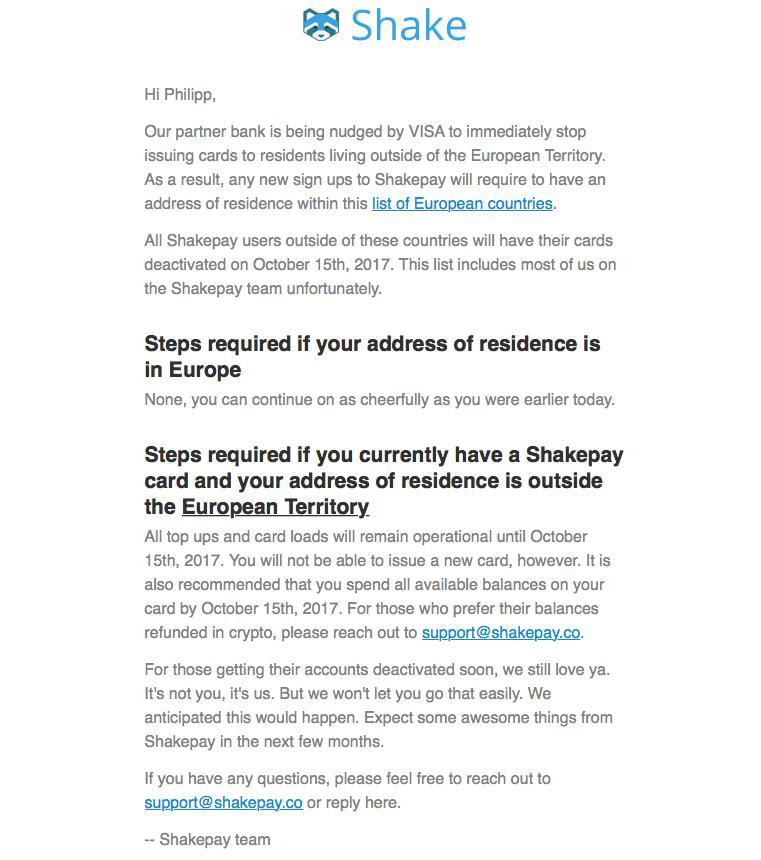 Shake
Hi Philipp,
Our partner bank is being nudged by VISA to immediately stop
issuing cards to residents living outside of the European Territory.
As a result, any new sign ups to Shakepay will require to have an
address of residence within this list of European countries.
All Shakepay users outside of these countries will have their cards
deactivated on October 15th, 2017. This list includes most of us on
the Shakepay team unfortunately.
Steps required if your address of residence is
in Europe
None, you can continue on as cheerfully as you were earlier today.
Steps required if you currently have a Shakepay
card and your address of residence is outside
the European Territory
All top ups and card loads will remain operational until October
15th, 2017. You will not be able to issue a new card, however. It is
also recommended that you spend all available balances on your
card by October 15th, 2017. For those who prefer their balances
refunded in crypto, please reach out to support@shakepay.co.
For those getting their accounts deactivated soon, we still love ya.
It's not you, it's us. But we won't let you go that easily. We
anticipated this would happen. Expect some awesome things from
Shakepay in the next few months.
If you have any questions, please feel free to reach out to
support@shakepay.co or reply here.
-- Shakepay team